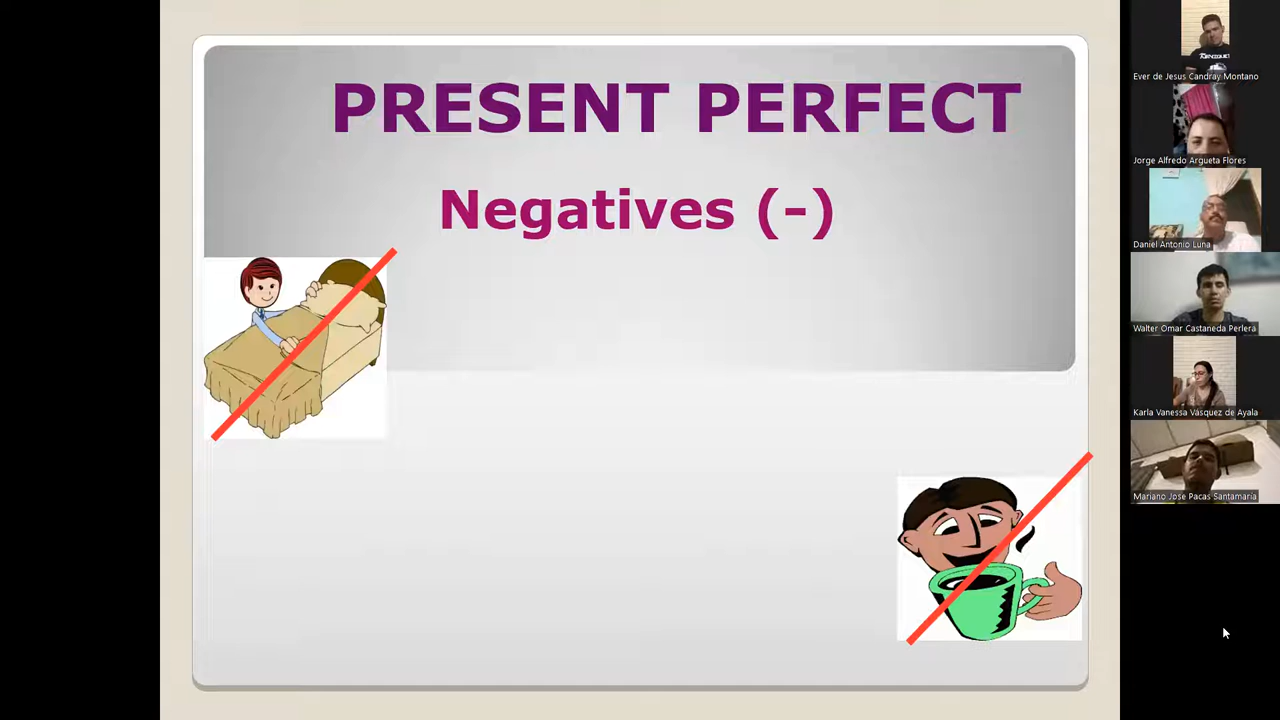 PRESENT PERFECT
Negatives (-)
Ever de Jesus Candray Montano
Jorge Alfredo Argueta Flores
Daniel Antonio Luna
Walter Omar Castaneda Perlera
Karla Vanessa Vásquez de Ayala
Mariano Jose Pacas Santamaría